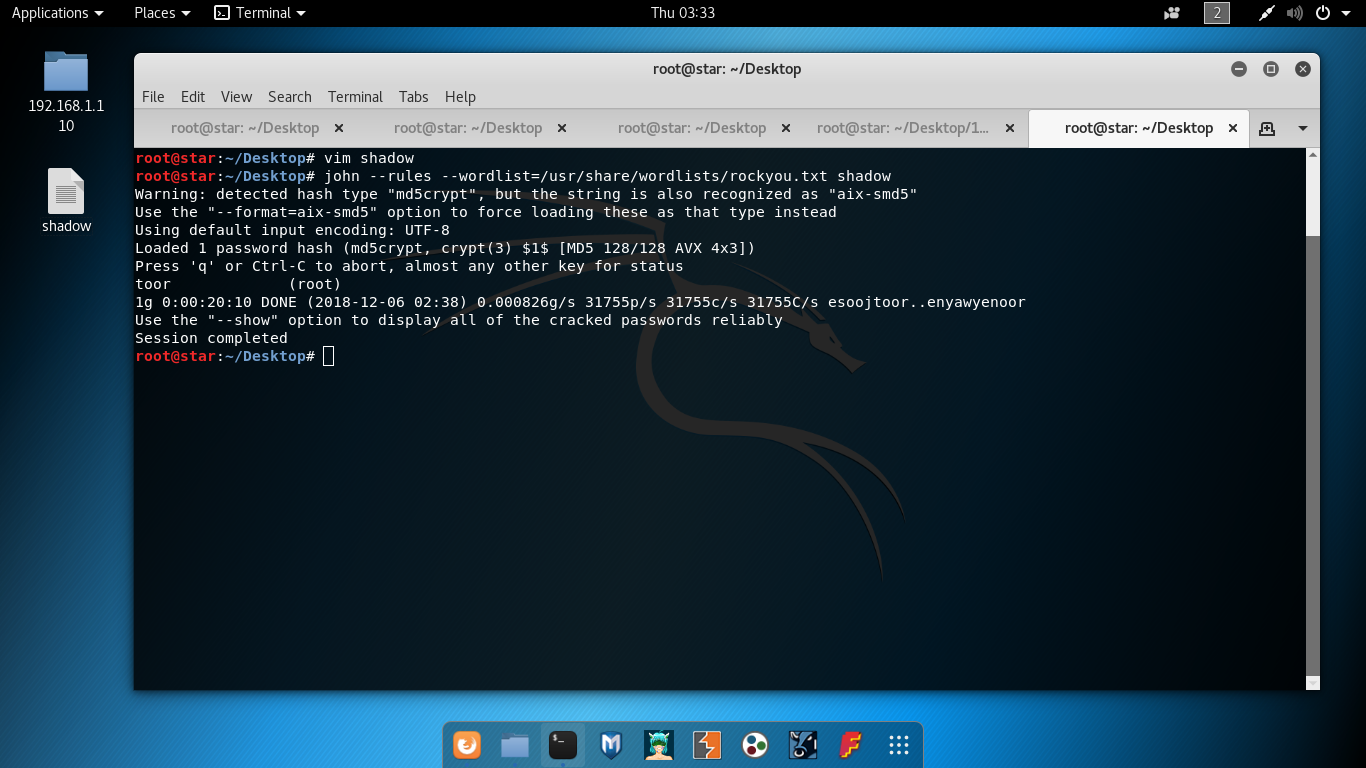 Applications Places Terminal Thu 03:33 2
192.168.1.1
10
shadow
root@star: ~/Desktop
File Edit View Search Terminal Tabs Help
root@star: ~/Desktop root@star: ~/Desktop root@star: ~/Desktop root@star: ~/Desktop/1... root@star: ~/Desktop
root@star:~/Desktop# vim shadow
root@star:~/Desktop# john --rules --wordlist=/usr/share/wordlists/rockyou.txt shadow
Warning: detected hash type "md5crypt", but the string is also recognized as "aix-smd5"
Use the "--format=aix-smd5" option to force loading these as that type instead
Using default input encoding: UTF-8
Loaded 1 password hash (md5crypt, crypt(3) $1$ [MD5 128/128 AVX 4x3])
Press 'q' or Ctrl-C to abort, almost any other key for status
toor             (root)
1g 0:00:20:10 DONE (2018-12-06 02:38) 0.000826g/s 31755p/s 31755c/s 31755C/s esoojtoor..enyawyenoor
Use the "--show" option to display all of the cracked passwords reliably
Session completed
root@star:~/Desktop#